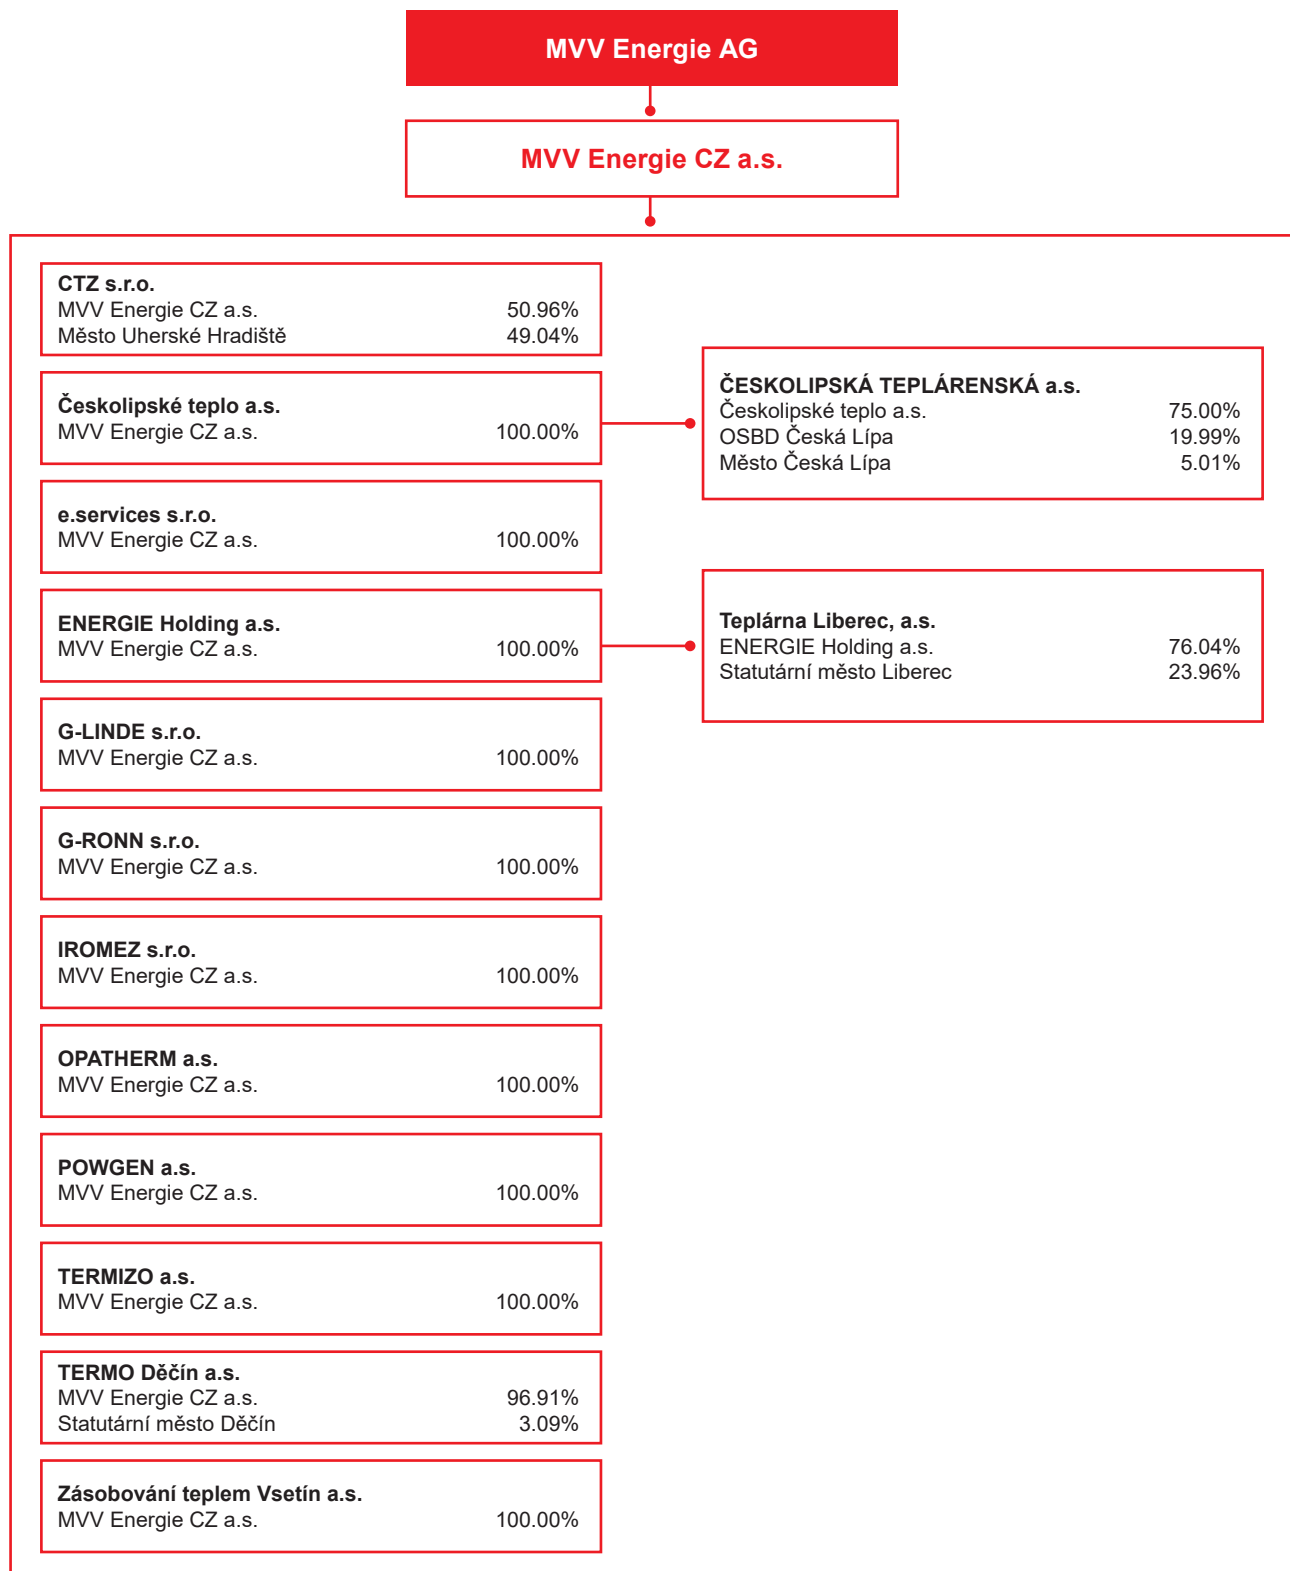 MVV Energie AG
MVV Energie CZ a.s.
CTZ s.r.o.
MVV Energie CZ a.s. 50.96%
Město Uherské Hradiště 49.04%
Českolipské teplo a.s.
MVV Energie CZ a.s. 100.00%
ČESKOLIPSKÁ TEPLÁRENSKÁ a.s.
Českolipské teplo a.s. 75.00%
OSBD Česká Lípa 19.99%
Město Česká Lípa 5.01%
e.services s.r.o.
MVV Energie CZ a.s. 100.00%
ENERGIE Holding a.s.
MVV Energie CZ a.s. 100.00%
Teplárna Liberec, a.s.
ENERGIE Holding a.s. 76.04%
Statutární město Liberec 23.96%
G-LINDE s.r.o.
MVV Energie CZ a.s. 100.00%
G-RONN s.r.o.
MVV Energie CZ a.s. 100.00%
IROMEZ s.r.o.
MVV Energie CZ a.s. 100.00%
OPATHERM a.s.
MVV Energie CZ a.s. 100.00%
POWGEN a.s.
MVV Energie CZ a.s. 100.00%
TERMIZO a.s.
MVV Energie CZ a.s. 100.00%
TERMO Děčín a.s.
MVV Energie CZ a.s. 96.91%
Statutární město Děčín 3.09%
Zásobování teplem Vsetín a.s.
MVV Energie CZ a.s. 100.00%